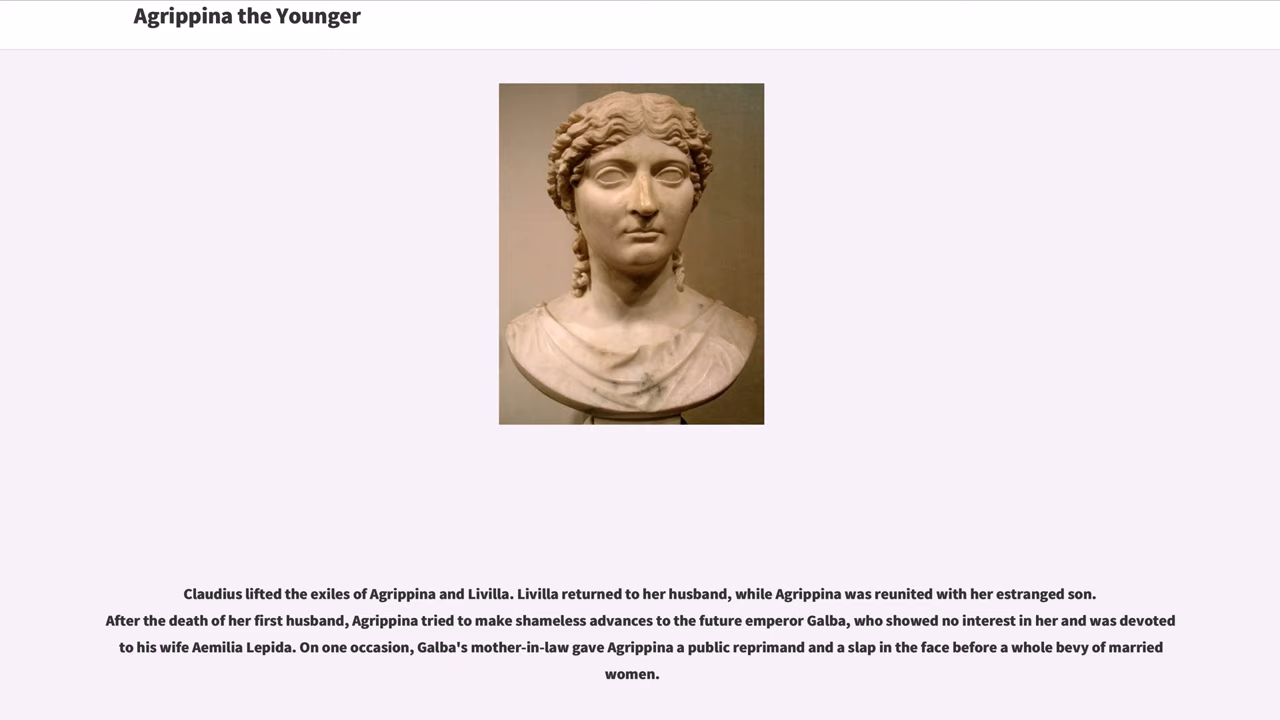 Agrippina the Younger
Claudius lifted the exiles of Agrippina and Livilla. Livilla returned to her husband, while Agrippina was reunited with her estranged son.
After the death of her first husband, Agrippina tried to make shameless advances to the future emperor Galba, who showed no interest in her and was devoted
to his wife Aemilia Lepida. On one occasion, Galba's mother-in-law gave Agrippina a public reprimand and a slap in the face before a whole bevy of married
women.